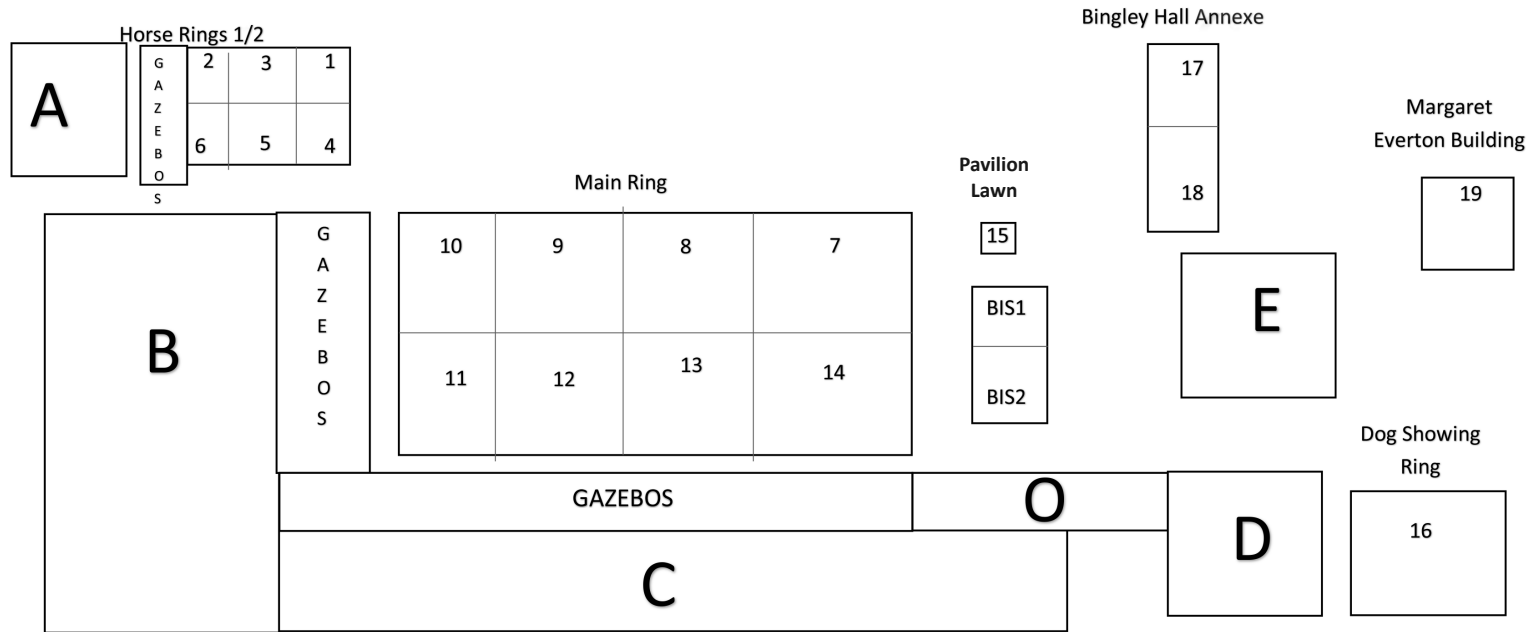 Bingley Hall Annexe
Horse Rings 1/2
A
GAZEBOS
2 3 1
6 5 4
17
18
Margaret
Everton Building
19
Pavilion
Lawn
15
Main Ring
10 9 8 7
11 12 13 14
B
GAZEBOS
BIS1
BIS2
E
Dog Showing
Ring
16
GAZEBOS
O
D
C